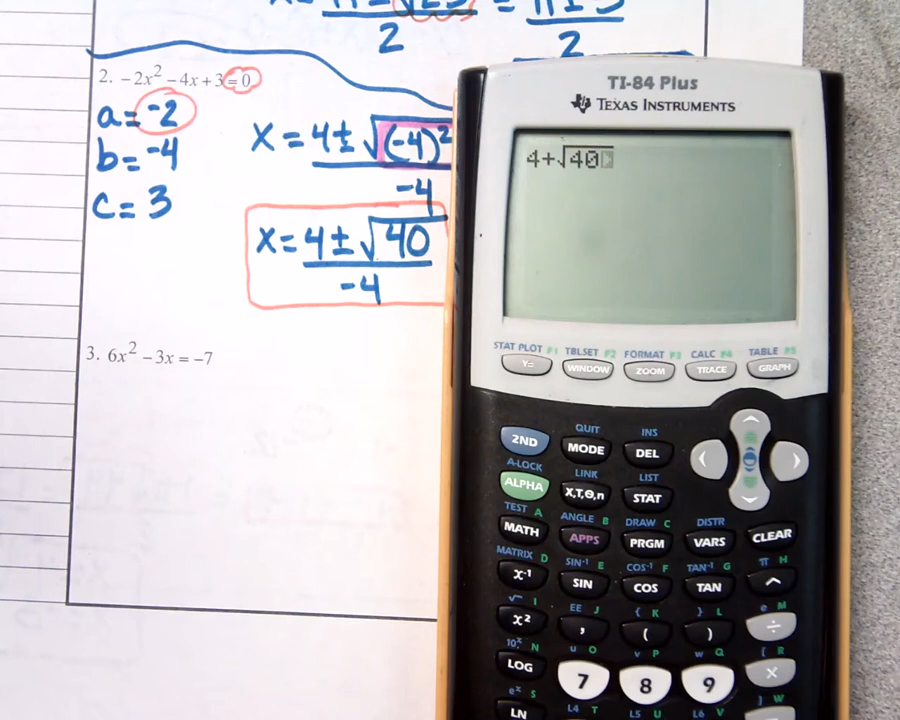 2
2
2. -2x² - 4x + 3 = 0
a = -2
b = -4
c = 3
x = 4 ± √(-4)²
-4
x = 4 ± √40
-4
3. 6x² - 3x = -7
TI-84 Plus
TEXAS INSTRUMENTS
4+√40
STAT PLOT F1 TBLSET F2 FORMAT F3 CALC F4 TABLE F5
Y= WINDOW ZOOM TRACE GRAPH
QUIT INS
2ND MODE DEL
A-LOCK LINK LIST
ALPHA X,T,Θ,n STAT
TEST A ANGLE B DRAW C DISTR
MATH APPS PRGM VARS CLEAR
MATRIX D SIN⁻¹ E COS⁻¹ F TAN⁻¹ G π H
x⁻¹ SIN COS TAN ^
√ I EE J { K } L e M
x² , ( ) ÷
10ˣ N u O v P w Q [ R
LOG 7 8 9 ×
eˣ S L4 T L5 U L6 V ] W
LN